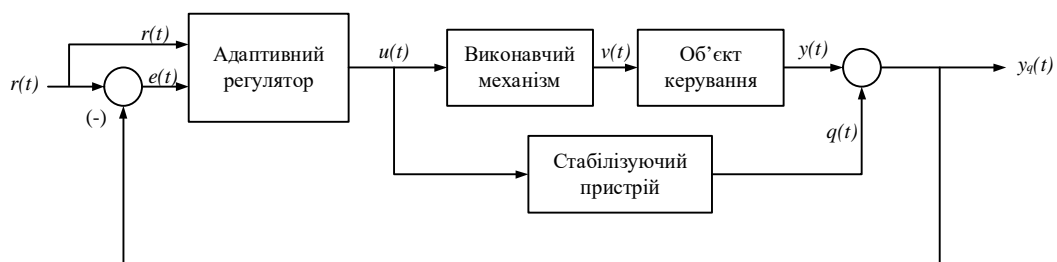 r(t)
r(t)
(-)
e(t)
Адаптивний
регулятор
u(t)
Виконавчий
механізм
v(t)
Об’єкт
керування
y(t)
q(t)
yq(t)
Стабілізуючий
пристрій